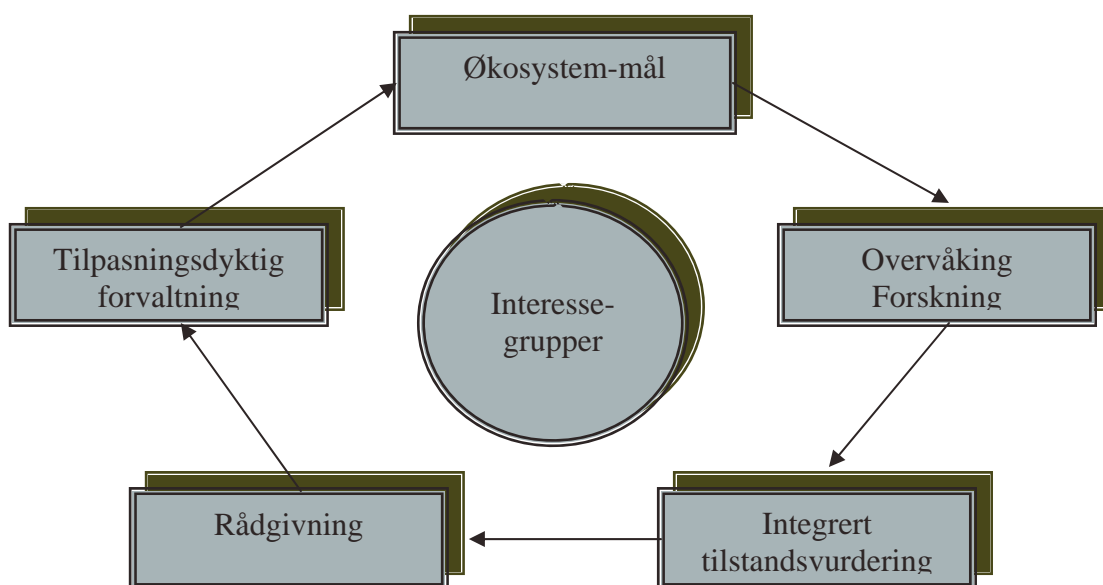 Økosystem-mål
Tilpasningsdyktig
forvaltning
Overvåking
Forskning
Interesse-
grupper
Rådgivning
Integrert
tilstandsvurdering